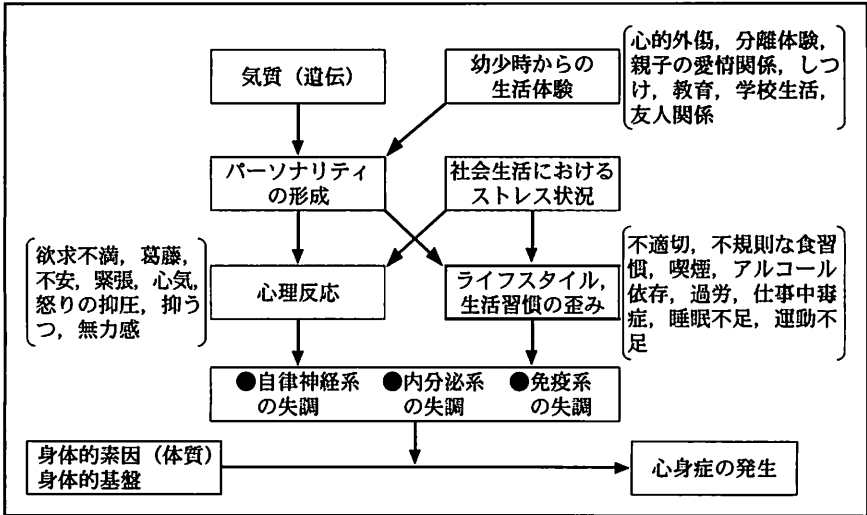 気質（遺伝）
幼少時からの
生活体験
心的外傷，分離体験，
親子の愛情関係，しつ
け，教育，学校生活，
友人関係
パーソナリティ
の形成
社会生活における
ストレス状況
欲求不満，葛藤，
不安，緊張，心気，
怒りの抑圧，抑う
つ，無力感
心理反応
ライフスタイル，
生活習慣の歪み
不適切，不規則な食習
慣，喫煙，アルコール
依存，過労，仕事中毒
症，睡眠不足，運動不
足
●自律神経系
の失調
●内分泌系
の失調
●免疫系
の失調
身体的素因（体質）
身体的基盤
心身症の発生